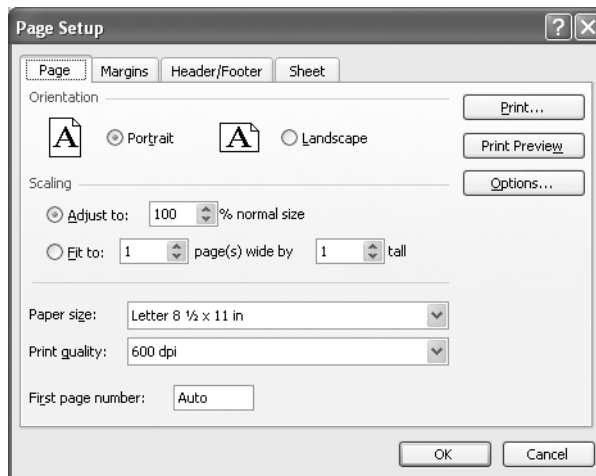 Page Setup
Page Margins Header/Footer Sheet
Orientation
A Portrait A Landscape
Print...
Print Preview
Options...
Scaling
Adjust to: 100 % normal size
Fit to: 1 page(s) wide by 1 tall
Paper size: Letter 8 ½ x 11 in
Print quality: 600 dpi
First page number: Auto
OK Cancel